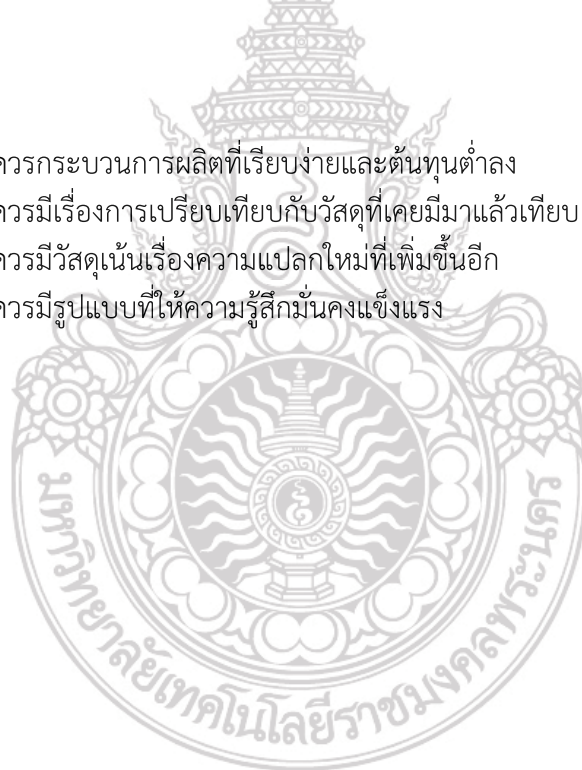 ควรกระบวนการผลิตที่เรียบง่ายและต้นทุนต่ำลง
ควรมีเรื่องการเปรียบเทียบกับวัสดุที่เคยมีมาแล้วเทียบ
ควรมีวัสดุเน้นเรื่องความแปลกใหม่ที่เพิ่มขึ้นอีก
ควรมีรูปแบบที่ให้ความรู้สึกมั่นคงแข็งแรง
มหาวิทยาลัยเทคโนโลยีราชมงคลพระนคร